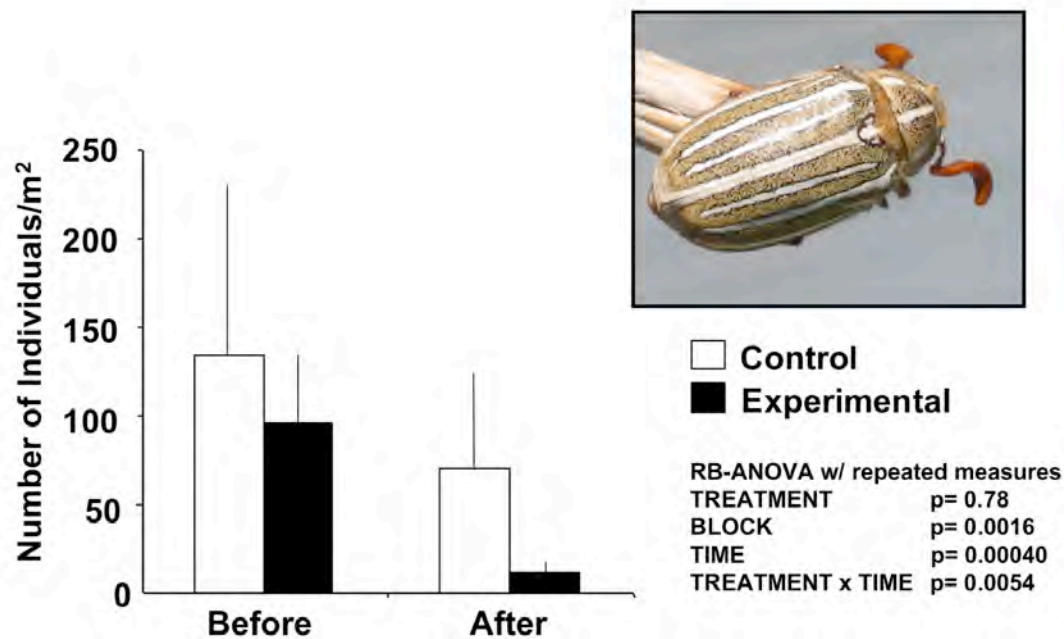 Number of Individuals/m²
250
200
150
100
50
0
Before After
Control
Experimental
RB-ANOVA w/ repeated measures
TREATMENT p= 0.78
BLOCK p= 0.0016
TIME p= 0.00040
TREATMENT x TIME p= 0.0054